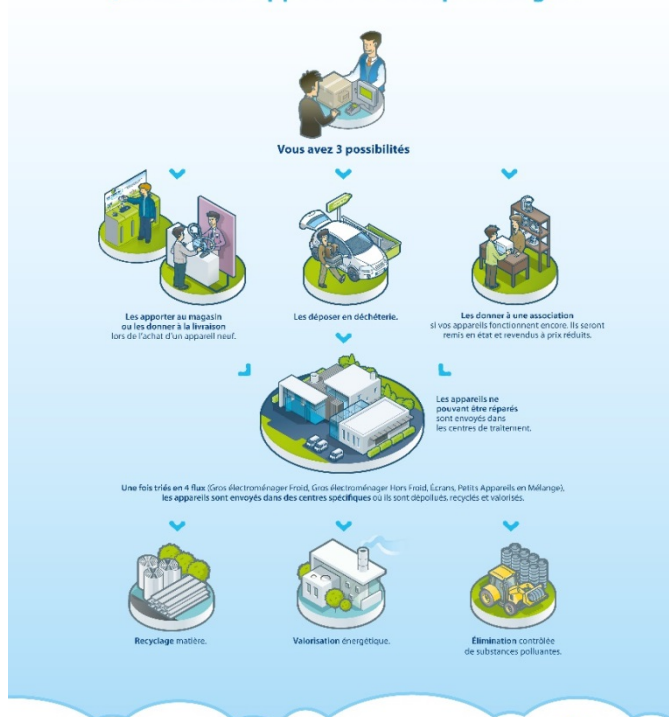 Vous avez 3 possibilités
Les apporter au magasin
ou les donner à la livraison
lors de l'achat d'un appareil neuf.
Les déposer en déchèterie.
Les donner à une association
si vos appareils fonctionnent encore. Ils seront
remis en état et revendus à prix réduits.
Les appareils ne
pouvant être réparés
sont envoyés dans
les centres de traitement.
Une fois triés en 4 flux (Gros électroménager Froid, Gros électroménager Hors Froid, Écrans, Petits Appareils en Mélange),
les appareils sont envoyés dans des centres spécifiques où ils sont dépollués, recyclés et valorisés.
Recyclage matière.
Valorisation énergétique.
Élimination contrôlée
de substances polluantes.